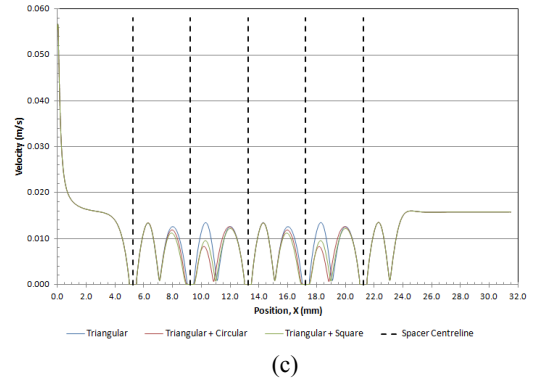 0.060
0.050
0.040
0.030
0.020
0.010
0.000
Velocity (m/s)
0.0 2.0 4.0 6.0 8.0 10.0 12.0 14.0 16.0 18.0 20.0 22.0 24.0 26.0 28.0 30.0 32.0
Position, X (mm)
Triangular Triangular + Circular Triangular + Square Spacer Centreline
(c)